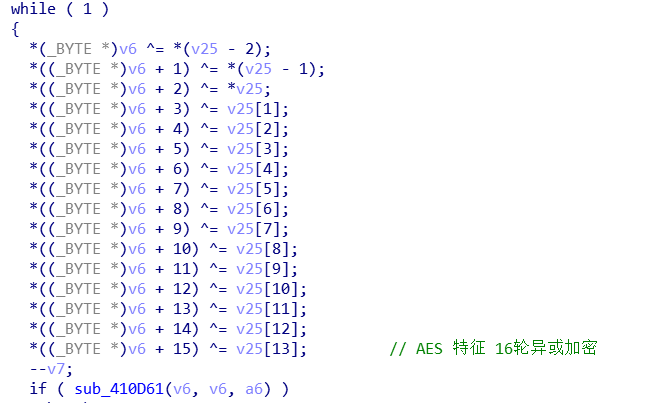 while ( 1 )
{
*(_BYTE *)v6 ^= *(v25 - 2);
*((_BYTE *)v6 + 1) ^= *(v25 - 1);
*((_BYTE *)v6 + 2) ^= *v25;
*((_BYTE *)v6 + 3) ^= v25[1];
*((_BYTE *)v6 + 4) ^= v25[2];
*((_BYTE *)v6 + 5) ^= v25[3];
*((_BYTE *)v6 + 6) ^= v25[4];
*((_BYTE *)v6 + 7) ^= v25[5];
*((_BYTE *)v6 + 8) ^= v25[6];
*((_BYTE *)v6 + 9) ^= v25[7];
*((_BYTE *)v6 + 10) ^= v25[8];
*((_BYTE *)v6 + 11) ^= v25[9];
*((_BYTE *)v6 + 12) ^= v25[10];
*((_BYTE *)v6 + 13) ^= v25[11];
*((_BYTE *)v6 + 14) ^= v25[12];
*((_BYTE *)v6 + 15) ^= v25[13]; // AES 特征 16轮异或加密
--v7;
if ( sub_410D61(v6, v6, a6) )